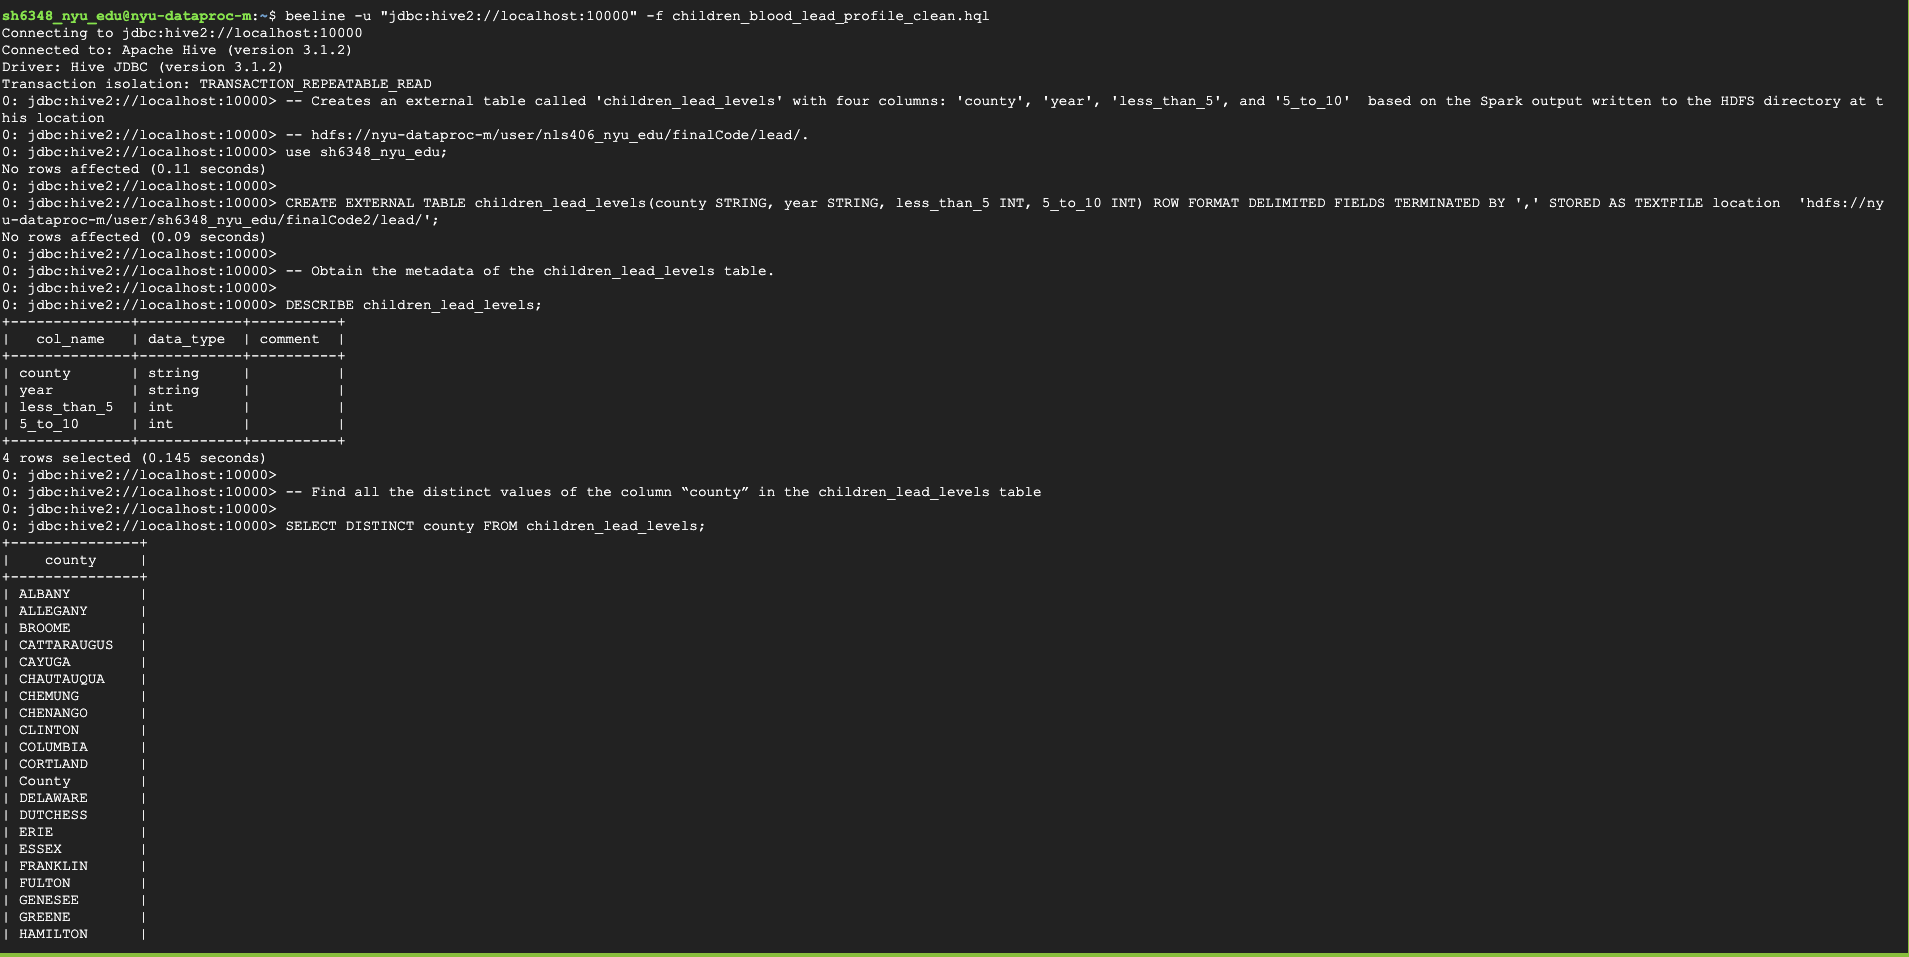 sh6348_nyu_edu@nyu-dataproc-m:~$ beeline -u "jdbc:hive2://localhost:10000" -f children_blood_lead_profile_clean.hql
Connecting to jdbc:hive2://localhost:10000
Connected to: Apache Hive (version 3.1.2)
Driver: Hive JDBC (version 3.1.2)
Transaction isolation: TRANSACTION_REPEATABLE_READ
0: jdbc:hive2://localhost:10000> -- Creates an external table called 'children_lead_levels' with four columns: 'county', 'year', 'less_than_5', and '5_to_10'  based on the Spark output written to the HDFS directory at t
his location
0: jdbc:hive2://localhost:10000> -- hdfs://nyu-dataproc-m/user/nls406_nyu_edu/finalCode/lead/.
0: jdbc:hive2://localhost:10000> use sh6348_nyu_edu;
No rows affected (0.11 seconds)
0: jdbc:hive2://localhost:10000>
0: jdbc:hive2://localhost:10000> CREATE EXTERNAL TABLE children_lead_levels(county STRING, year STRING, less_than_5 INT, 5_to_10 INT) ROW FORMAT DELIMITED FIELDS TERMINATED BY ',' STORED AS TEXTFILE location  'hdfs://ny
u-dataproc-m/user/sh6348_nyu_edu/finalCode2/lead/';
No rows affected (0.09 seconds)
0: jdbc:hive2://localhost:10000>
0: jdbc:hive2://localhost:10000> -- Obtain the metadata of the children_lead_levels table.
0: jdbc:hive2://localhost:10000>
0: jdbc:hive2://localhost:10000> DESCRIBE children_lead_levels;
+--------------+------------+----------+
|   col_name   | data_type  | comment  |
+--------------+------------+----------+
| county       | string     |          |
| year         | string     |          |
| less_than_5  | int        |          |
| 5_to_10      | int        |          |
+--------------+------------+----------+
4 rows selected (0.145 seconds)
0: jdbc:hive2://localhost:10000>
0: jdbc:hive2://localhost:10000> -- Find all the distinct values of the column “county” in the children_lead_levels table
0: jdbc:hive2://localhost:10000>
0: jdbc:hive2://localhost:10000> SELECT DISTINCT county FROM children_lead_levels;
+---------------+
|    county     |
+---------------+
| ALBANY        |
| ALLEGANY      |
| BROOME        |
| CATTARAUGUS   |
| CAYUGA        |
| CHAUTAUQUA    |
| CHEMUNG       |
| CHENANGO      |
| CLINTON       |
| COLUMBIA      |
| CORTLAND      |
| County        |
| DELAWARE      |
| DUTCHESS      |
| ERIE          |
| ESSEX         |
| FRANKLIN      |
| FULTON        |
| GENESEE       |
| GREENE        |
| HAMILTON      |